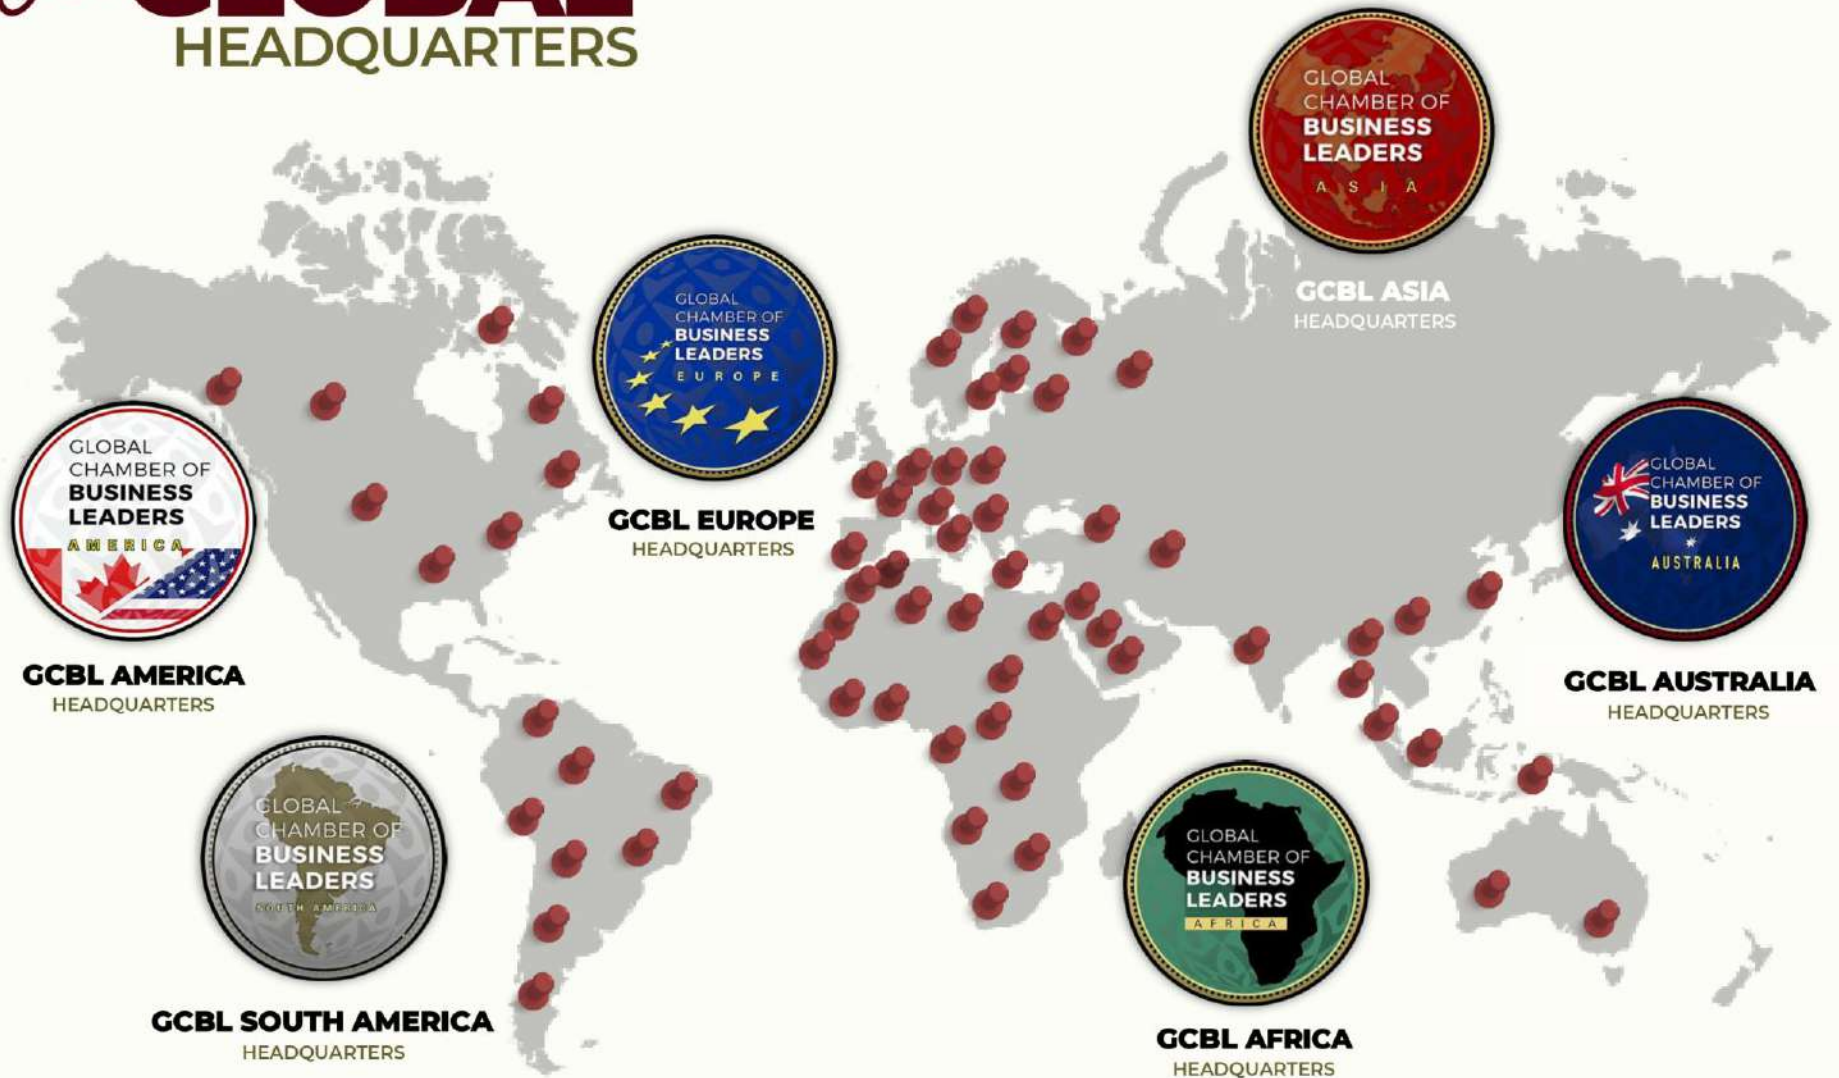 GLOBAL
HEADQUARTERS
GLOBAL
CHAMBER OF
BUSINESS
LEADERS
ASIA
GCBL ASIA
HEADQUARTERS
GLOBAL
CHAMBER OF
BUSINESS
LEADERS
EUROPE
GCBL EUROPE
HEADQUARTERS
GLOBAL
CHAMBER OF
BUSINESS
LEADERS
AMERICA
GCBL AMERICA
HEADQUARTERS
GLOBAL
CHAMBER OF
BUSINESS
LEADERS
AUSTRALIA
GCBL AUSTRALIA
HEADQUARTERS
GLOBAL
CHAMBER OF
BUSINESS
LEADERS
SOUTH AMERICA
GCBL SOUTH AMERICA
HEADQUARTERS
GLOBAL
CHAMBER OF
BUSINESS
LEADERS
AFRICA
GCBL AFRICA
HEADQUARTERS